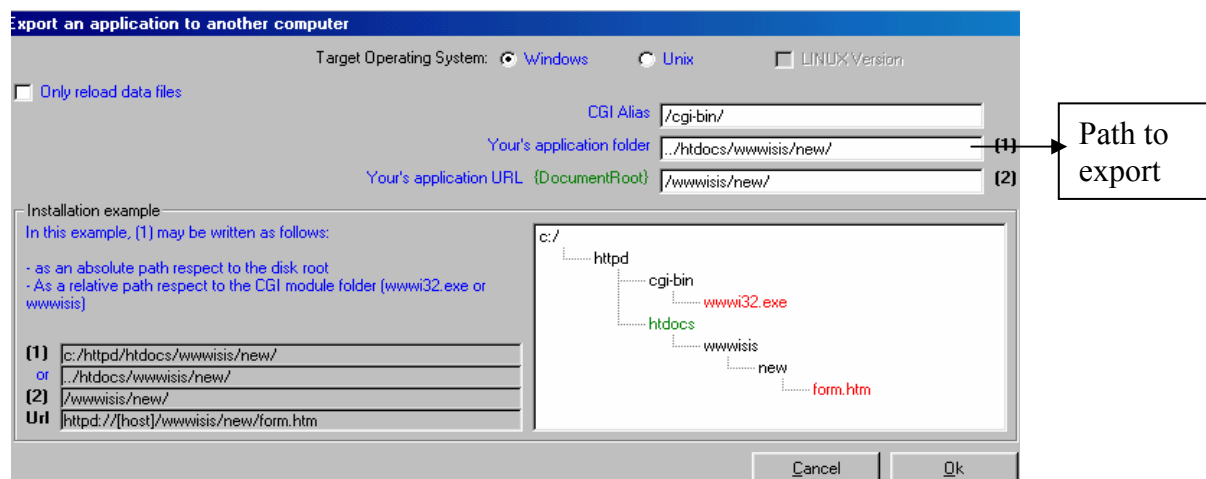 Export an application to another computer
Target Operating System: Windows Unix LINUX Version
Only reload data files
CGI Alias /cgi-bin/
Your's application folder ../htdocs/wwwisis/new/ (1)
Your's application URL {DocumentRoot} /wwwisis/new/ (2)
Path to
export
Installation example
In this example, (1) may be written as follows:
- as an absolute path respect to the disk root
- As a relative path respect to the CGI module folder (wwwi32.exe or
wwwisis)
(1) c:/httpd/htdocs/wwwisis/new/
or ../htdocs/wwwisis/new/
(2) /wwwisis/new/
Url httpd://[host]/wwwisis/new/form.htm
c:/
httpd
cgi-bin
wwwi32.exe
htdocs
wwwisis
new
form.htm
Cancel Ok